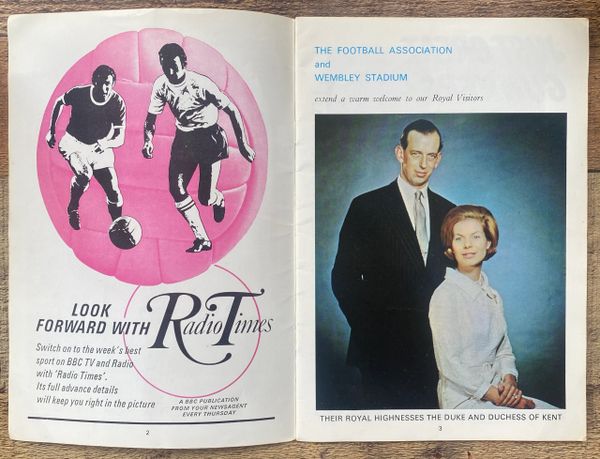 LOOK
FORWARD WITH
Radio Times
Switch on to the week's best
sport on BBC TV and Radio
with 'Radio Times'.
Its full advance details
will keep you right in the picture
A BBC PUBLICATION
FROM YOUR NEWSAGENT
EVERY THURSDAY
2
THE FOOTBALL ASSOCIATION
and
WEMBLEY STADIUM
extend a warm welcome to our Royal Visitors
THEIR ROYAL HIGHNESSES THE DUKE AND DUCHESS OF KENT
3